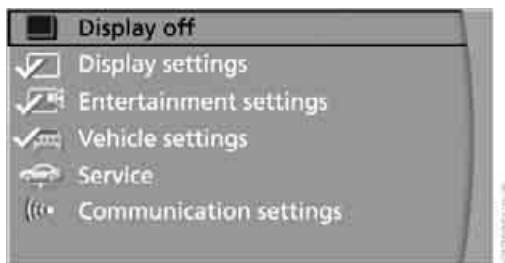 Display off
Display settings
Entertainment settings
Vehicle settings
Service
Communication settings